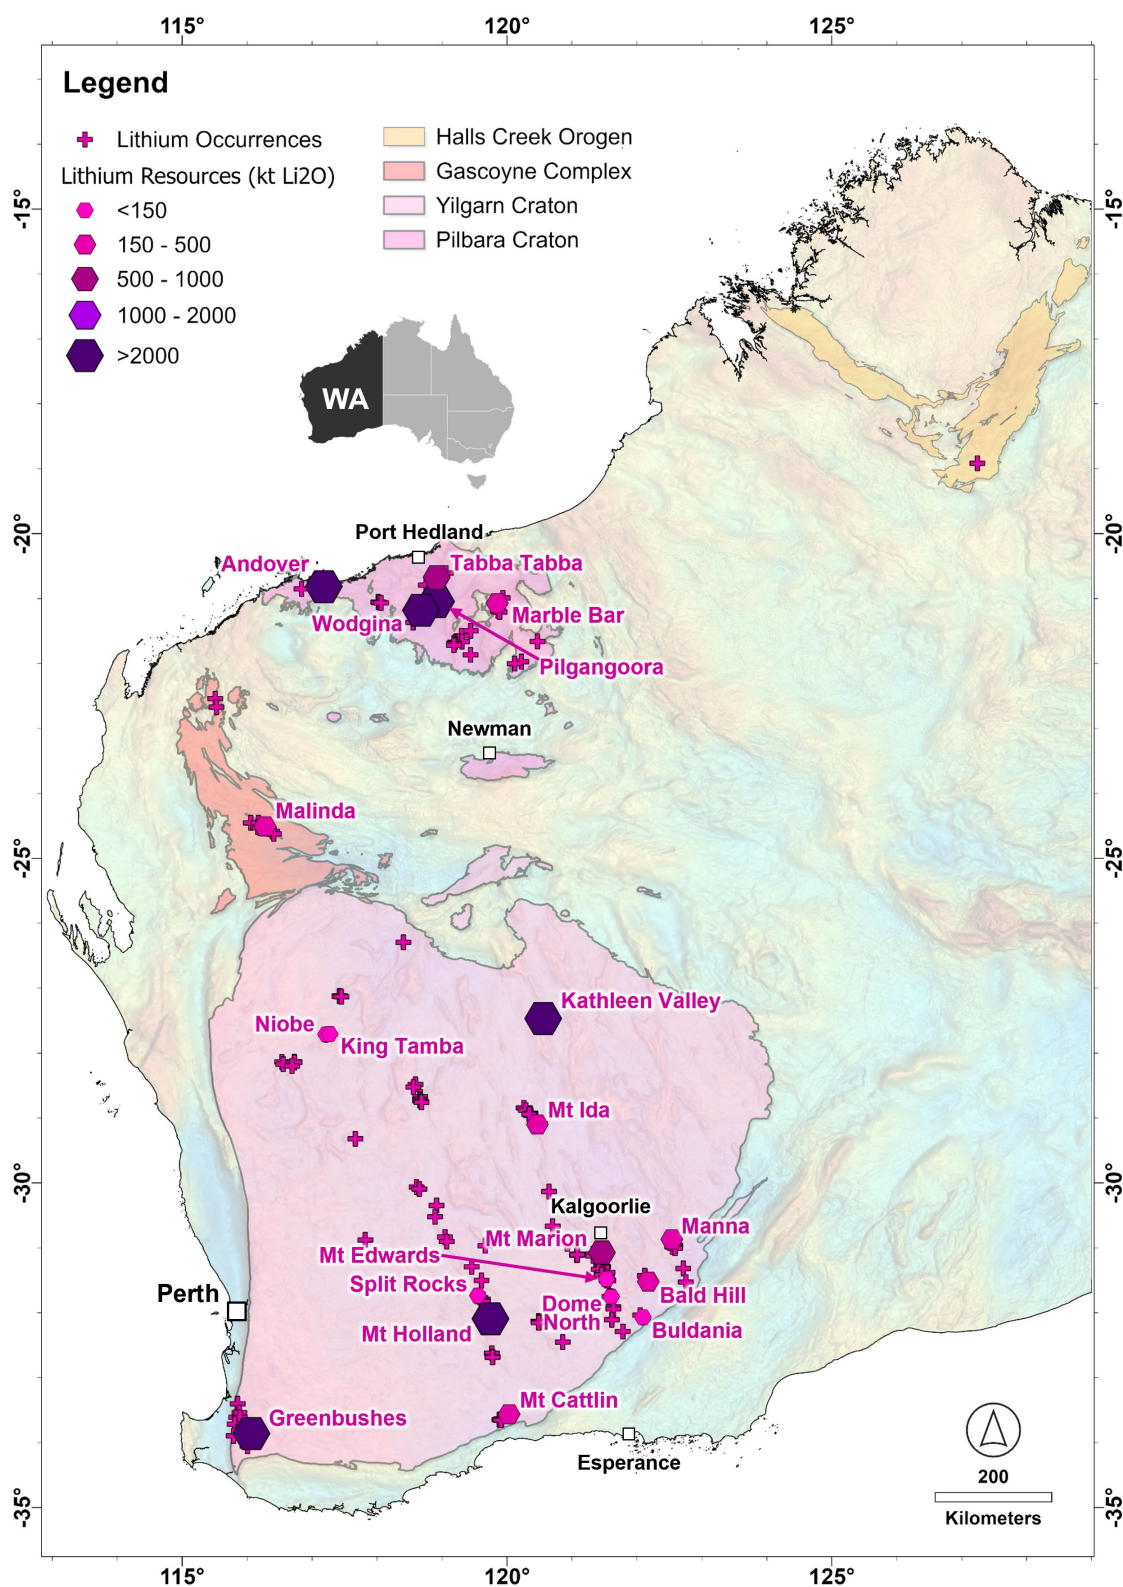 115° 120° 125°
Legend
Lithium Occurrences
Lithium Resources (kt Li2O)
<150
150 - 500
500 - 1000
1000 - 2000
>2000
Halls Creek Orogen
Gascoyne Complex
Yilgarn Craton
Pilbara Craton
-15°
-15°
WA
-20°
-20°
Port Hedland
Andover
Tabba Tabba
Wodgina
Marble Bar
Pilgangoora
Newman
Malinda
-25°
-25°
Kathleen Valley
Niobe
King Tamba
Mt Ida
-30°
-30°
Kalgoorlie
Manna
Mt Marion
Mt Edwards
Split Rocks
Perth
Bald Hill
Dome
North
Mt Holland
Buldania
Mt Cattlin
Greenbushes
Esperance
200
Kilometers
-35°
-35°
115° 120° 125°